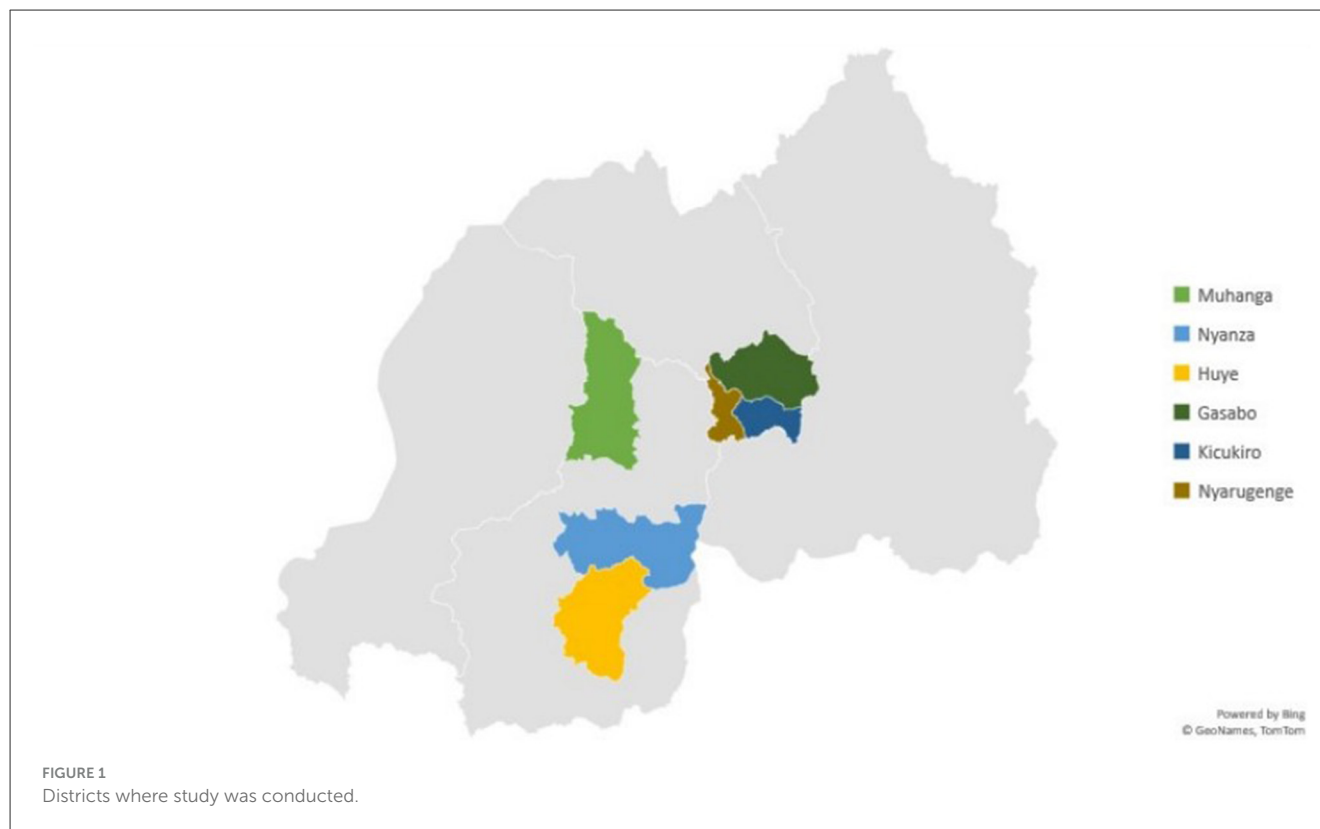 Muhanga
Nyanza
Huye
Gasabo
Kicukiro
Nyarugenge
Powered by Bing
© GeoNames, TomTom
FIGURE 1
Districts where study was conducted.